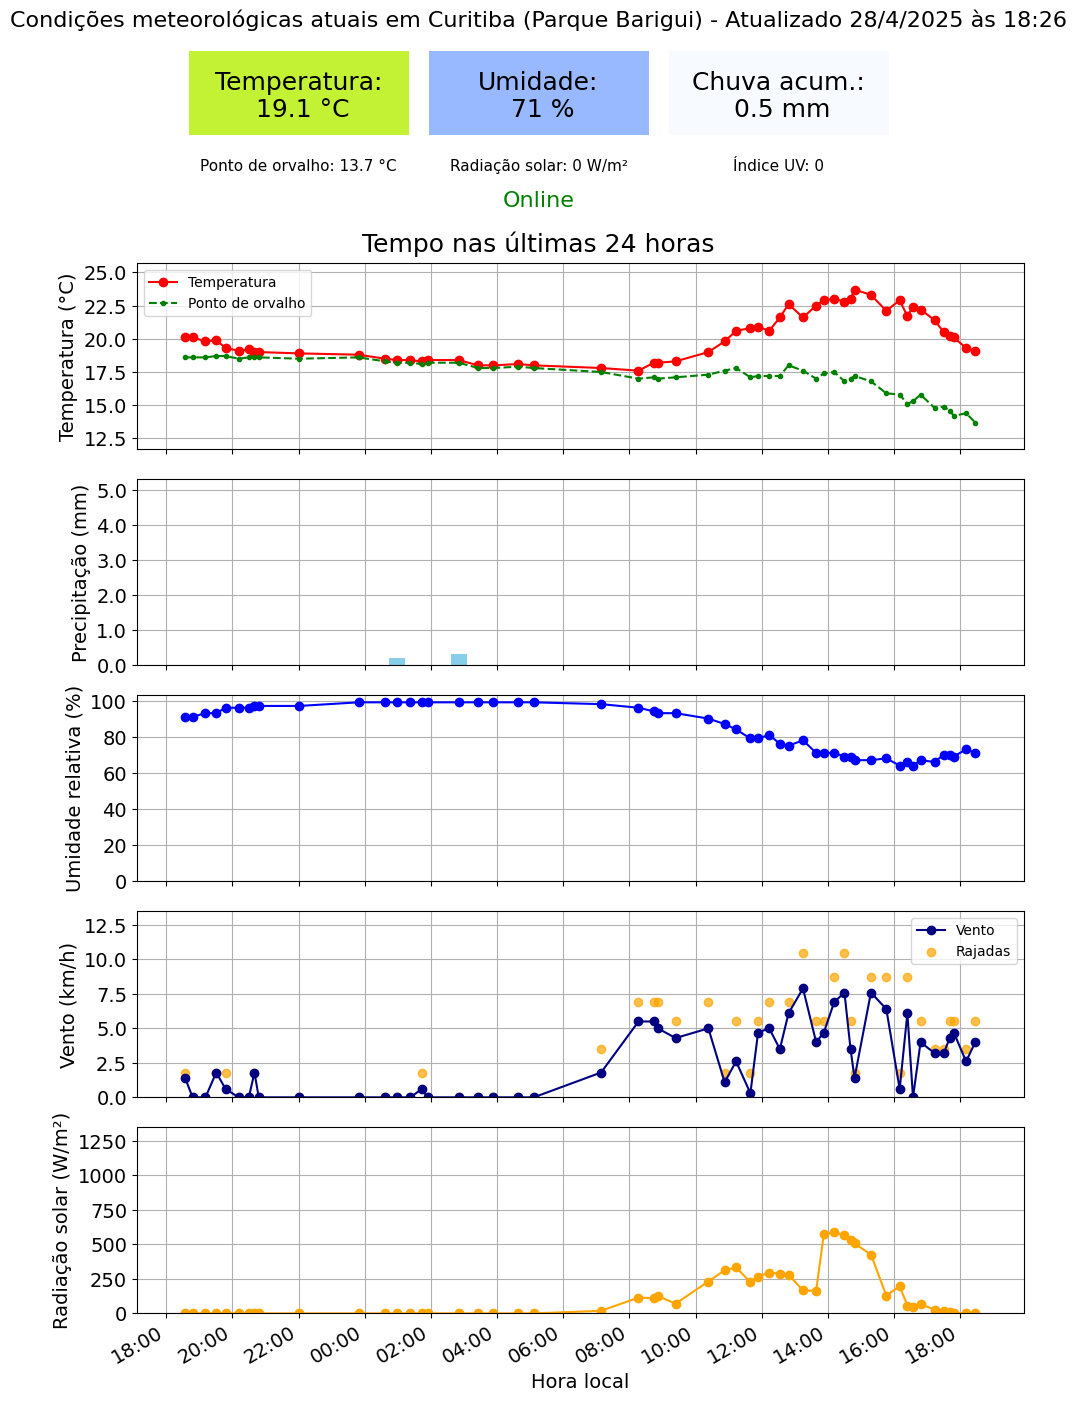 Condições meteorológicas atuais em Curitiba (Parque Barigui) - Atualizado 28/4/2025 às 18:26
Temperatura:
19.1 °C
Umidade:
71 %
Chuva acum.:
0.5 mm
Ponto de orvalho: 13.7 °C
Radiação solar: 0 W/m²
Índice UV: 0
Online
Tempo nas últimas 24 horas
Temperatura (°C)
25.0
22.5
20.0
17.5
15.0
12.5
Temperatura
Ponto de orvalho
Precipitação (mm)
5.0
4.0
3.0
2.0
1.0
0.0
Umidade relativa (%)
100
80
60
40
20
0
Vento (km/h)
12.5
10.0
7.5
5.0
2.5
0.0
Vento
Rajadas
Radiação solar (W/m²)
1250
1000
750
500
250
0
18:00
20:00
22:00
00:00
02:00
04:00
06:00
08:00
10:00
12:00
14:00
16:00
18:00
Hora local